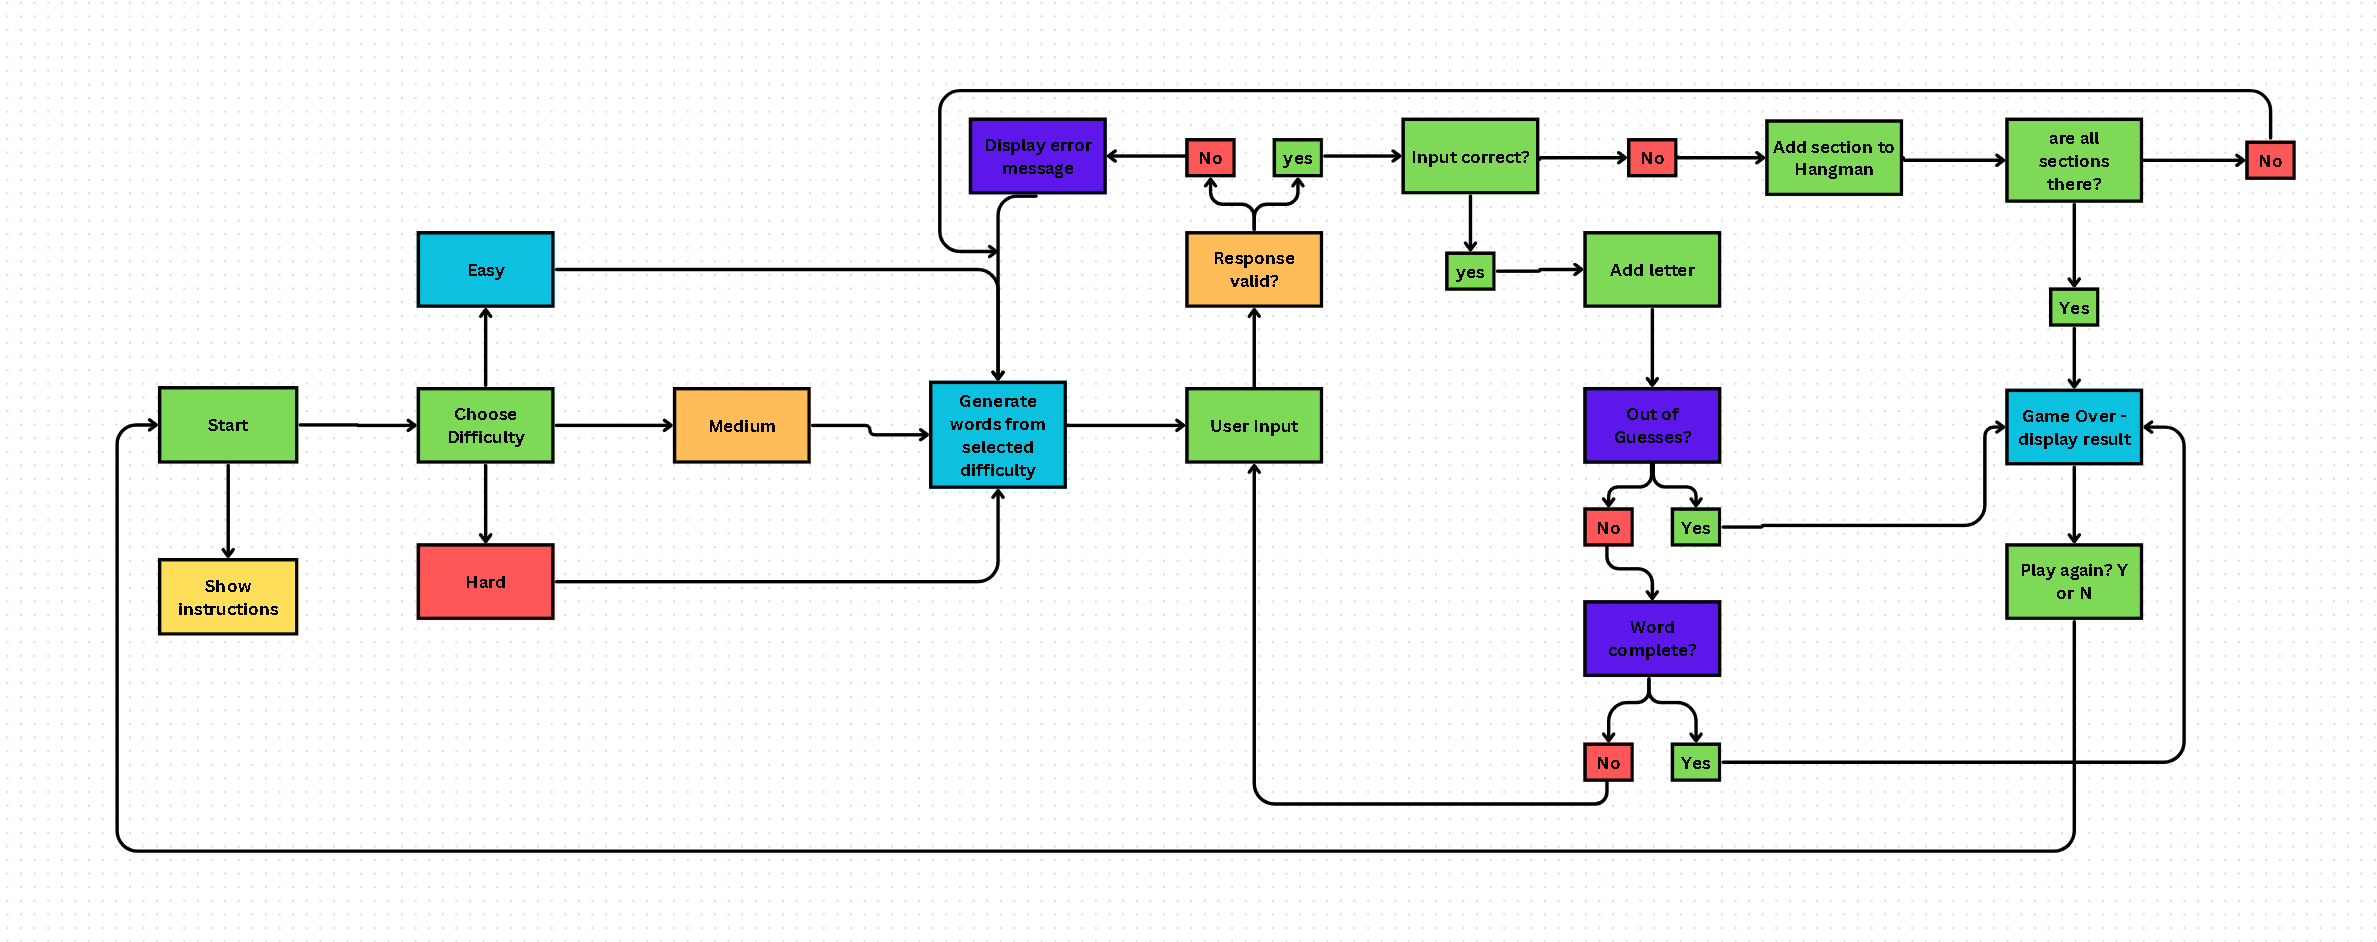 Display error
message
No
yes
Input correct?
No
Add section to
Hangman
are all
sections
there?
No
Easy
Response
valid?
yes
Add letter
Yes
Start
Choose
Difficulty
Medium
Generate
words from
selected
difficulty
User Input
Out of
Guesses?
Game Over -
display result
No
Yes
Show
instructions
Hard
Play again? Y
or N
Word
complete?
No
Yes